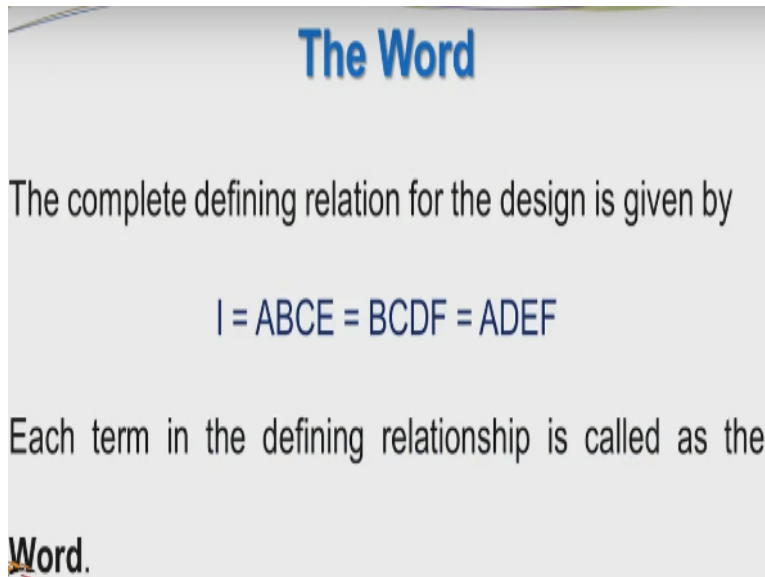 The Word
The complete defining relation for the design is given by
I = ABCE = BCDF = ADEF
Each term in the defining relationship is called as the
Word.